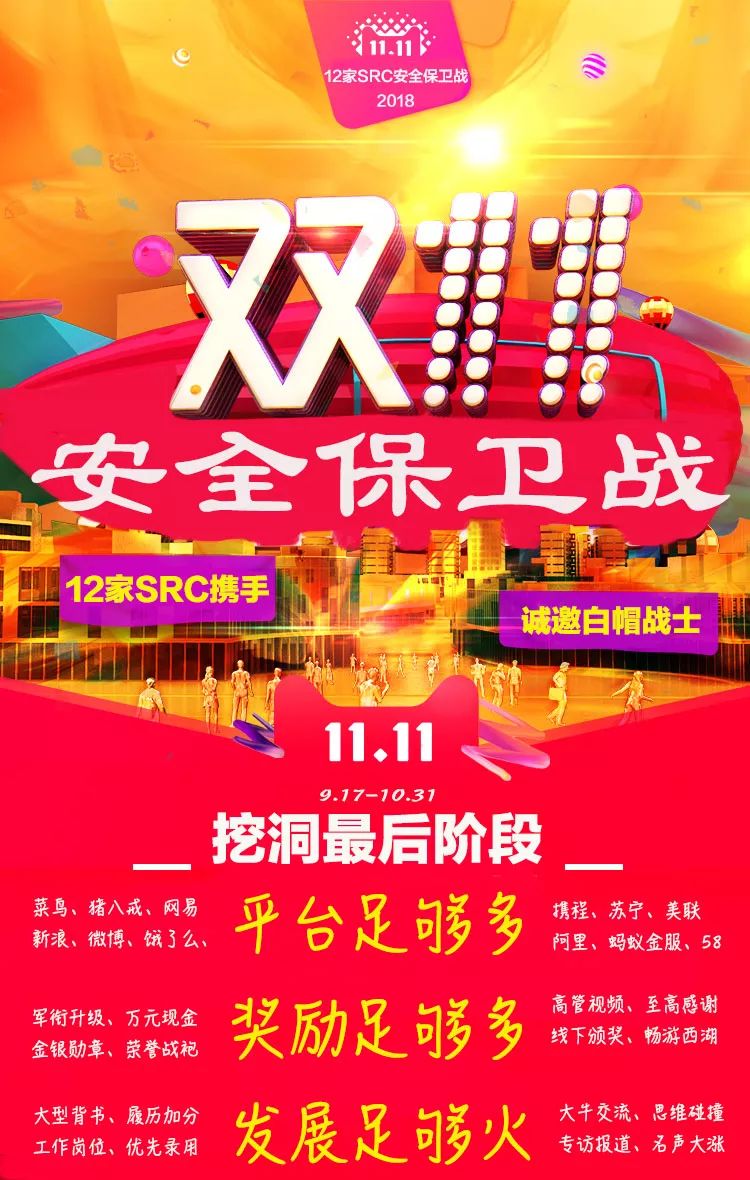 11.11
12家SRC安全保卫战
2018
双11
安全保卫战
12家SRC携手
诚邀白帽战士
11.11
9.17-10.31
挖洞最后阶段
菜鸟、猪八戒、网易
新浪、微博、饿了么、
平台足够多
携程、苏宁、美联
阿里、蚂蚁金服、58
军衔升级、万元现金
金银勋章、荣誉战袍
奖励足够多
高管视频、至高感谢
线下颁奖、畅游西湖
大型背书、履历加分
工作岗位、优先录用
发展足够火
大牛交流、思维碰撞
专访报道、名声大涨